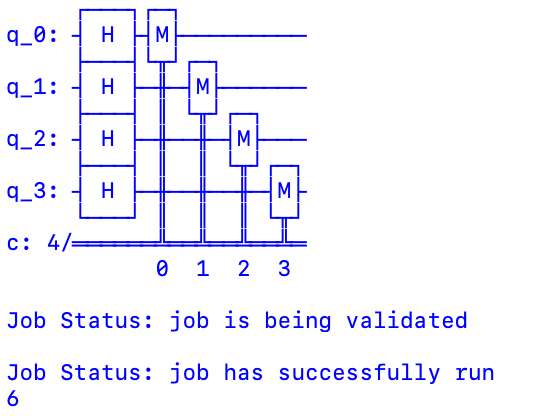 q_0: H M
q_1: H M
q_2: H M
q_3: H M
c: 4/
0 1 2 3
Job Status: job is being validated
Job Status: job has successfully run
6